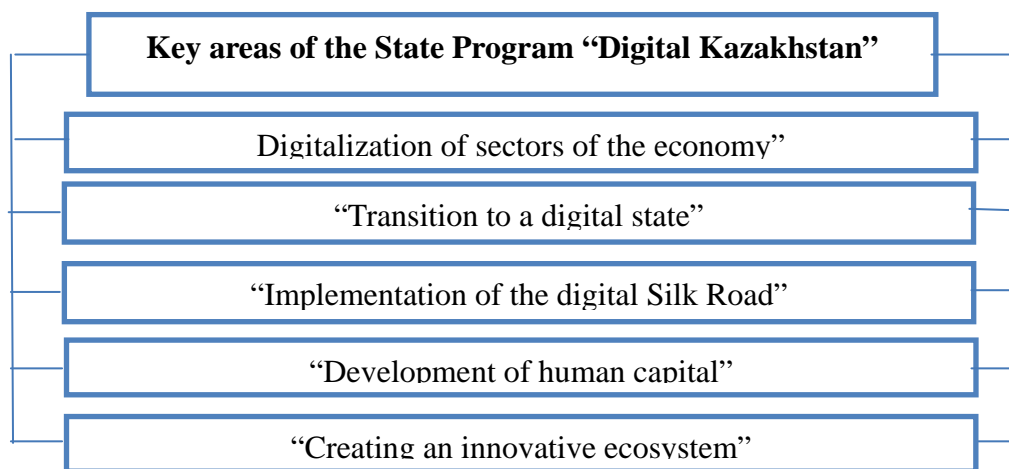 Key areas of the State Program “Digital Kazakhstan”
Digitalization of sectors of the economy”
“Transition to a digital state”
“Implementation of the digital Silk Road”
“Development of human capital”
“Creating an innovative ecosystem”